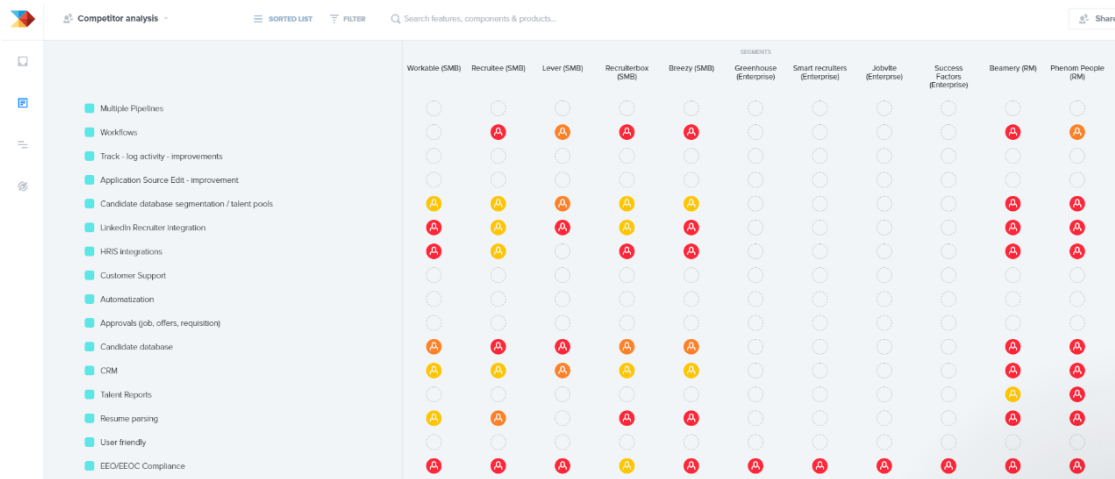 Competitor analysis
SORTED LIST
FILTER
Search features, components & products...
Share
SEGMENTS
Workable (SMB)
Recruitee (SMB)
Lever (SMB)
Recruiterbox
(SMB)
Breezy (SMB)
Greenhouse
(Enterprise)
Smart recruiters
(Enterprise)
Jobvite
(Enterprse)
Success
Factors
(Enterprise)
Beamery (RM)
Phenom People
(RM)
Multiple Pipelines
Workflows
Track - log activity - improvements
Application Source Edit - improvement
Candidate database segmentation / talent pools
LinkedIn Recruiter integration
HRIS integrations
Customer Support
Automatization
Approvals (job, offers, requisition)
Candidate database
CRM
Talent Reports
Resume parsing
User friendly
EEO/EEOC Compliance